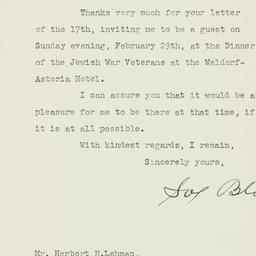 Thanks very much for your letter
of the 17th, inviting me to be a guest on
Sunday evening, February 29th, at the Dinner
of the Jewish War Veterans at the Waldorf-
Astoria Hotel.
I can assure you that it would be a
pleasure for me to be there at that time, if
it is at all possible.
With kindest regards, I remain,
Sincerely yours,
Sol
Mr. Herbert H.Lehman,